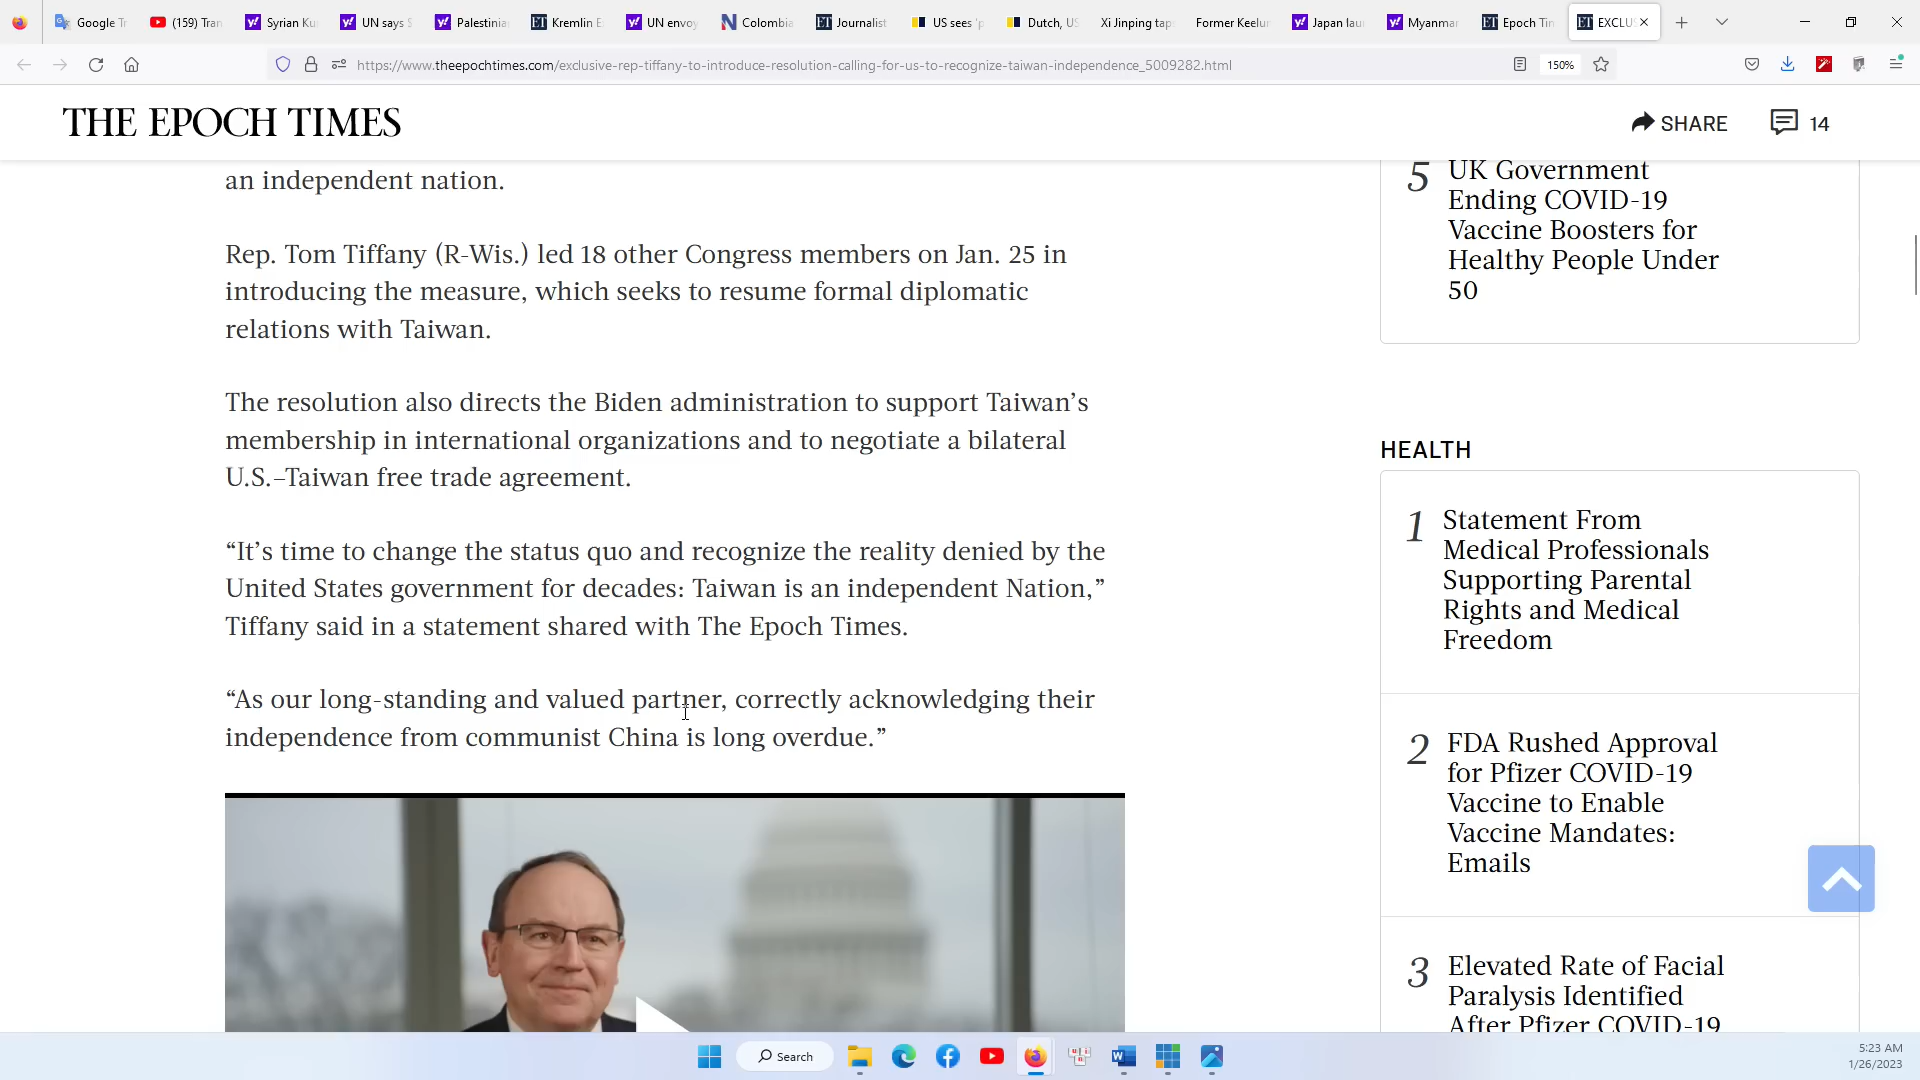 Google Tr
(159) Tran
Syrian Ku
UN says S
Palestinia
Kremlin E
UN envoy
Colombia
Journalist
US sees 'p
Dutch, US
Xi Jinping tap
Former Keelun
Japan lau
Myanmar
Epoch Tim
EXCLUS
https://www.theepochtimes.com/exclusive-rep-tiffany-to-introduce-resolution-calling-for-us-to-recognize-taiwan-independence_5009282.html
150%
THE EPOCH TIMES
SHARE
14
an independent nation.
Rep. Tom Tiffany (R-Wis.) led 18 other Congress members on Jan. 25 in
introducing the measure, which seeks to resume formal diplomatic
relations with Taiwan.
The resolution also directs the Biden administration to support Taiwan’s
membership in international organizations and to negotiate a bilateral
U.S.–Taiwan free trade agreement.
“It’s time to change the status quo and recognize the reality denied by the
United States government for decades: Taiwan is an independent Nation,”
Tiffany said in a statement shared with The Epoch Times.
“As our long-standing and valued partner, correctly acknowledging their
independence from communist China is long overdue.”
5 UK Government
Ending COVID-19
Vaccine Boosters for
Healthy People Under
50
HEALTH
1 Statement From
Medical Professionals
Supporting Parental
Rights and Medical
Freedom
2 FDA Rushed Approval
for Pfizer COVID-19
Vaccine to Enable
Vaccine Mandates:
Emails
3 Elevated Rate of Facial
Paralysis Identified
After Pfizer COVID-19
Search
5:23 AM
1/26/2023